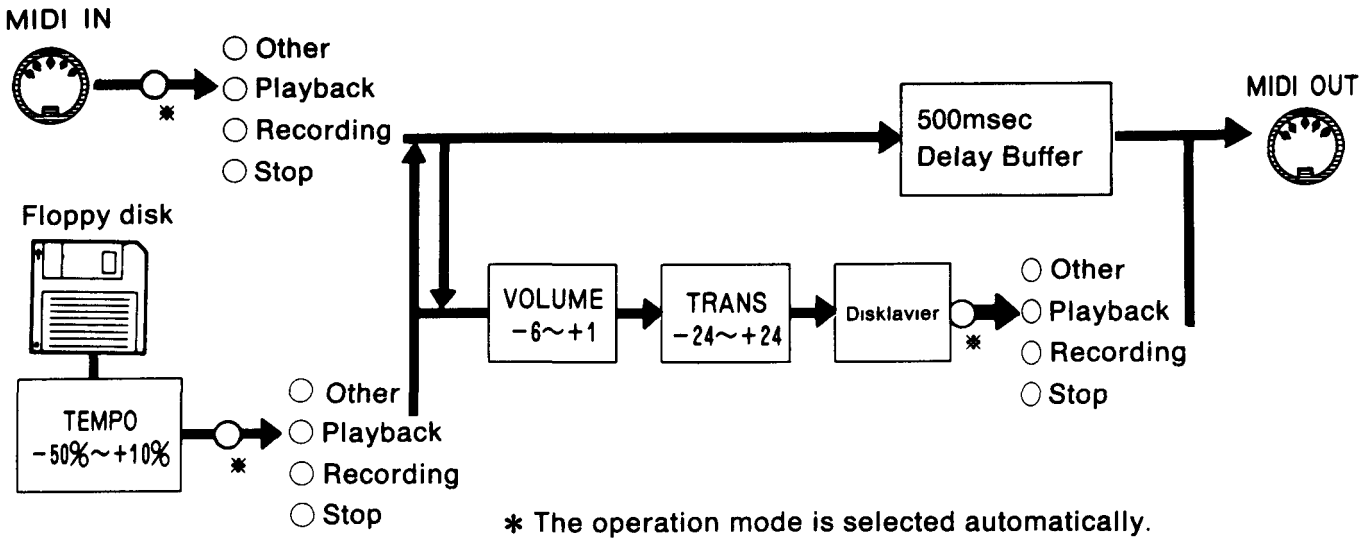 MIDI IN
Other
Playback
Recording
Stop
500msec
Delay Buffer
MIDI OUT
Floppy disk
VOLUME
-6～+1
TRANS
-24～+24
Disklavier
*
Other
Playback
Recording
Stop
*
TEMPO
-50%～+10%
*
Other
Playback
Recording
Stop
* The operation mode is selected automatically.